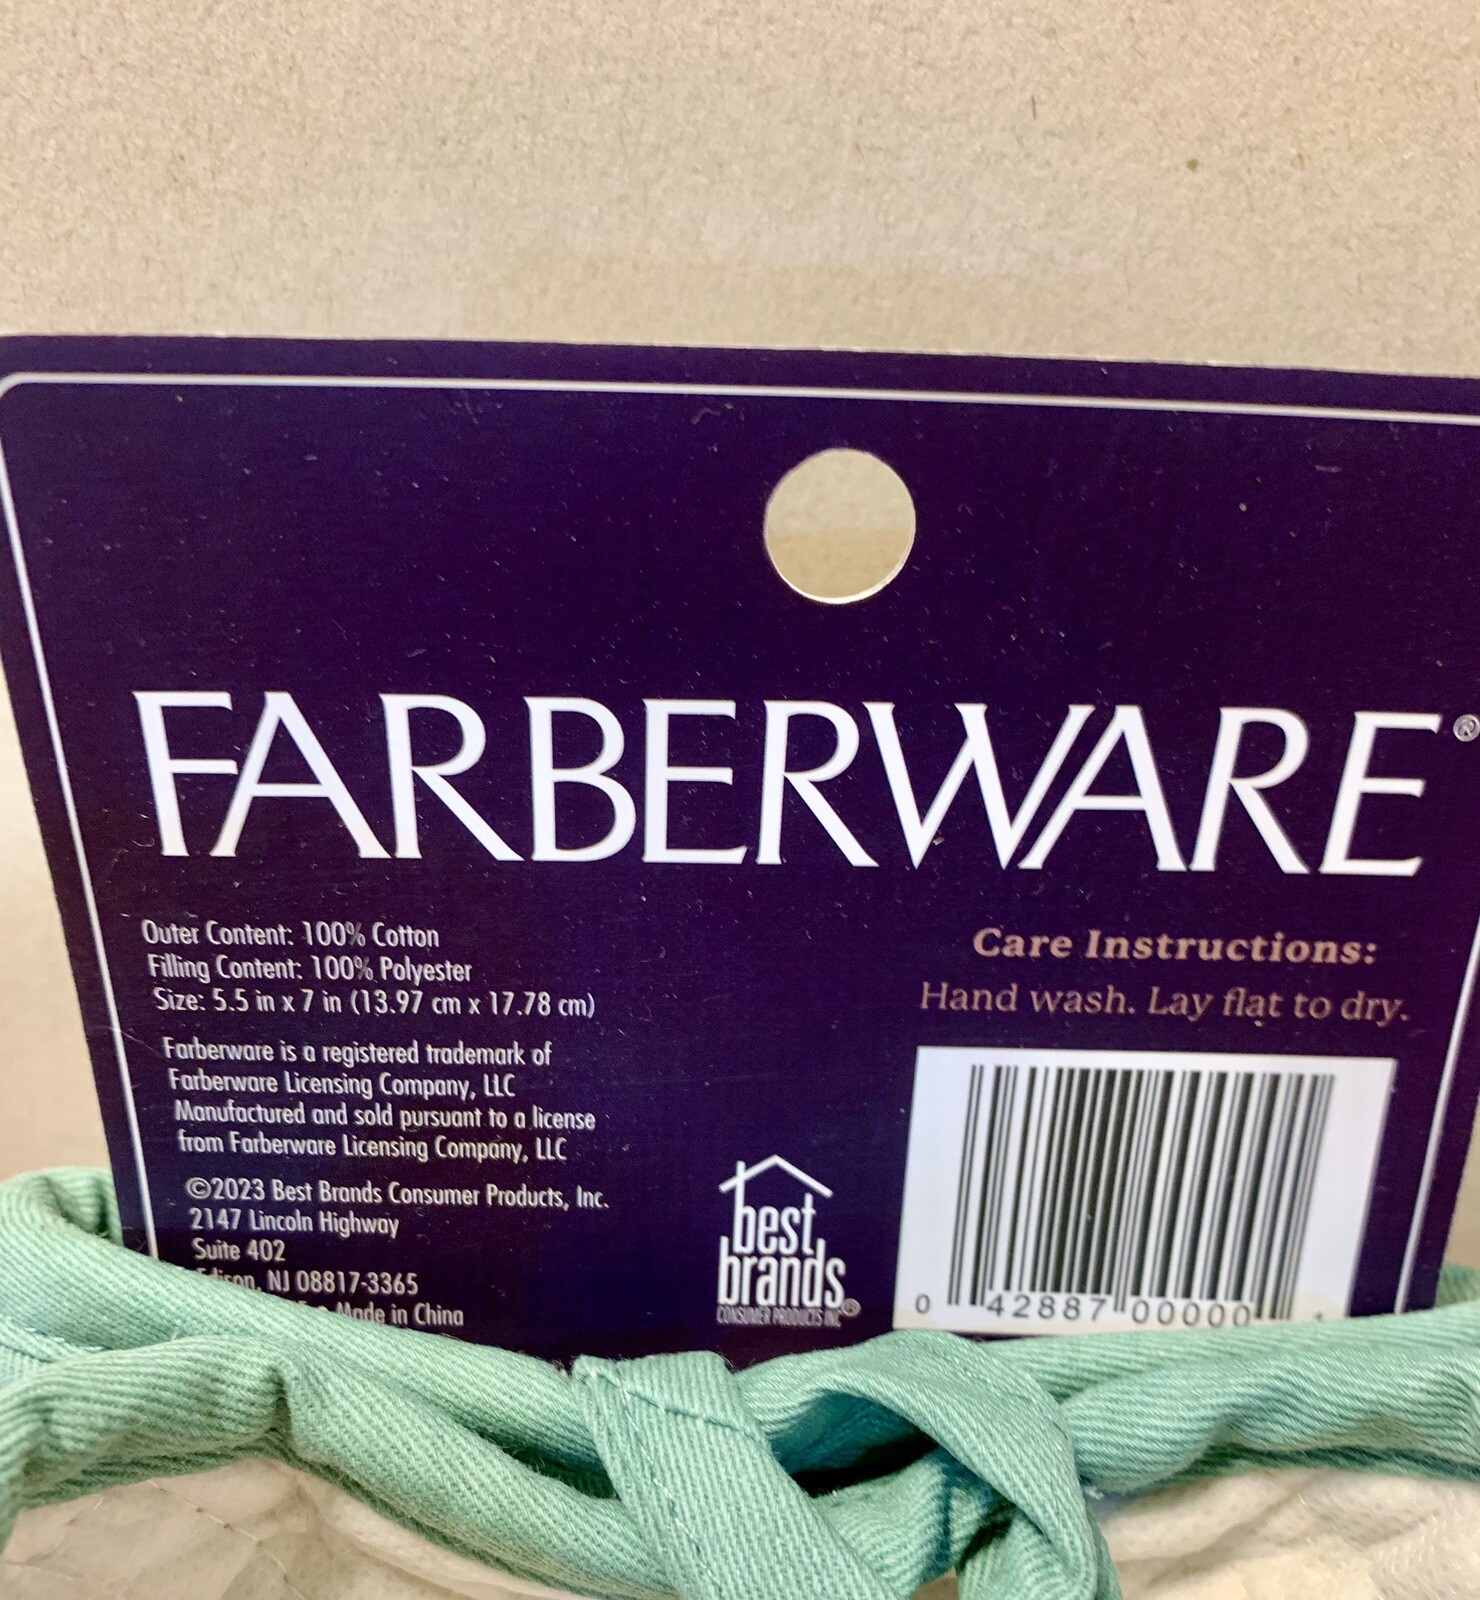 FARBERWARE®
Outer Content: 100% Cotton
Filling Content: 100% Polyester
Size: 5.5 in x 7 in (13.97 cm x 17.78 cm)
Farberware is a registered trademark of
Farberware Licensing Company, LLC
Manufactured and sold pursuant to a license
from Farberware Licensing Company, LLC
©2023 Best Brands Consumer Products, Inc.
2147 Lincoln Highway
Suite 402
Edison, NJ 08817-3365
• Made in China
best
brands
CONSUMER PRODUCTS INC®
Care Instructions:
Hand wash. Lay flat to dry.
0 42887 00000